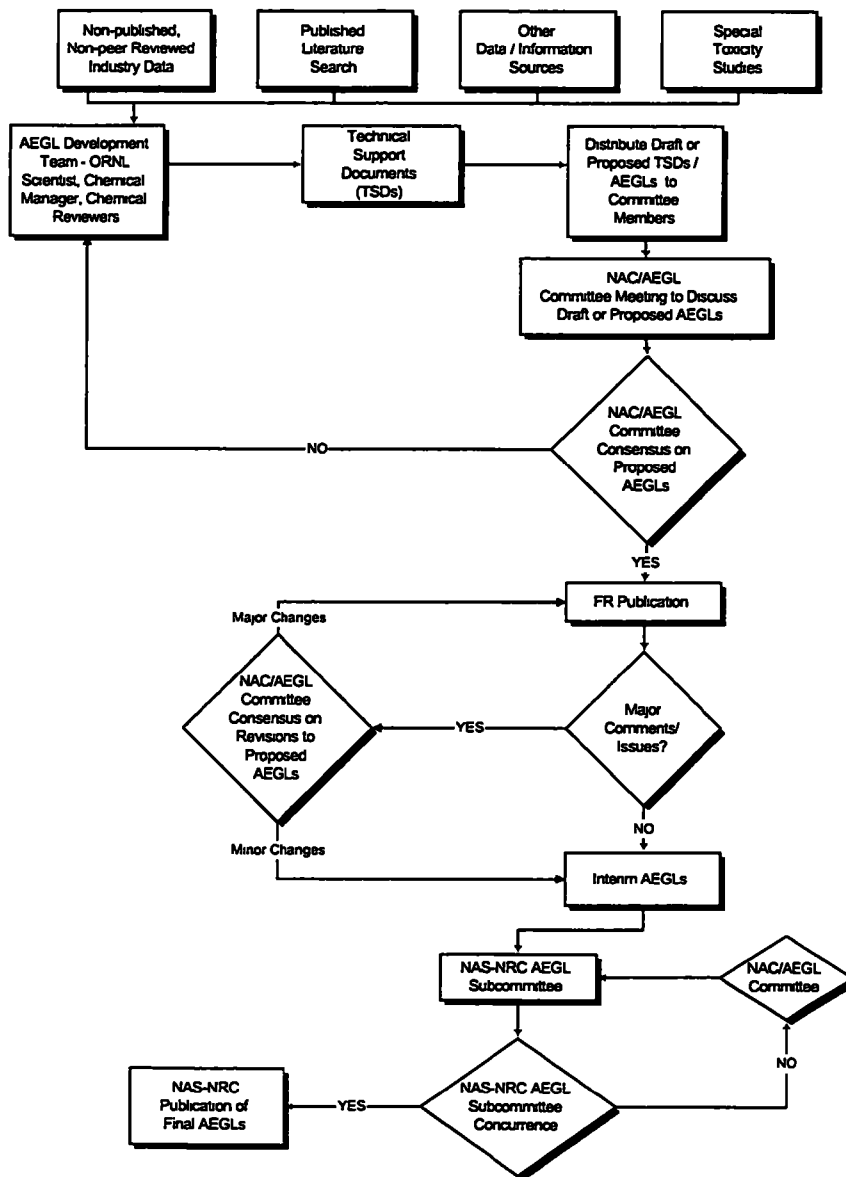 Non-published,
Non-peer Reviewed
Industry Data
Published
Literature
Search
Other
Data / Information
Sources
Special
Toxicity
Studies
AEGL Development
Team - ORNL
Scientist, Chemical
Manager, Chemical
Reviewers
Technical
Support
Documents
(TSDs)
Distribute Draft or
Proposed TSDs /
AEGLs to
Committee
Members
NAC/AEGL
Committee Meeting to Discuss
Draft or Proposed AEGLs
NAC/AEGL
Committee
Consensus on
Proposed
AEGLs
NO
YES
FR Publication
Major Changes
NAC/AEGL
Committee
Consensus on
Revisions to
Proposed
AEGLs
YES
Major
Comments/
Issues?
NO
Minor Changes
Interim AEGLs
NAS-NRC AEGL
Subcommittee
NAC/AEGL
Committee
NO
NAS-NRC AEGL
Subcommittee
Concurrence
YES
NAS-NRC
Publication of
Final AEGLs